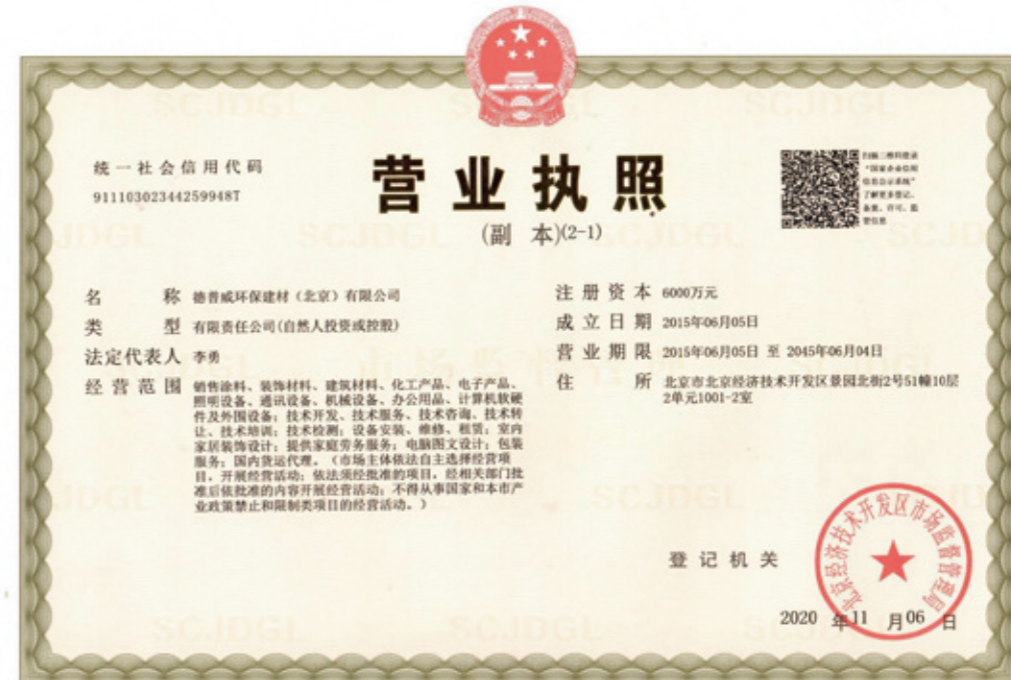 统一社会信用代码
91110302344259948T
营业执照
(副 本)(2-1)
扫描二维码登录
“国家企业信用
信息公示系统”
了解更多登记、
备案、许可、监
管信息
名 称 德普威环保建材（北京）有限公司
类 型 有限责任公司(自然人投资或控股)
法定代表人 李勇
经营范围 销售涂料、装饰材料、建筑材料、化工产品、电子产品、
照明设备、通讯设备、机械设备、办公用品、计算机软硬
件及外围设备；技术开发、技术服务、技术咨询、技术转
让、技术培训；技术检测；设备安装、维修、租赁；室内
家居装饰设计；提供家庭劳务服务；电脑图文设计；包装
服务；国内货运代理。（市场主体依法自主选择经营项
目，开展经营活动；依法须经批准的项目，经相关部门批
准后依批准的内容开展经营活动；不得从事国家和本市产
业政策禁止和限制类项目的经营活动。）
注册资本 6000万元
成立日期 2015年06月05日
营业期限 2015年06月05日 至 2045年06月04日
住 所 北京市北京经济技术开发区景园北街2号51幢10层
2单元1001-2室
登记机关
北京经济技术开发区市场监督管理局
2020 年11 月06 日
SCJDGL